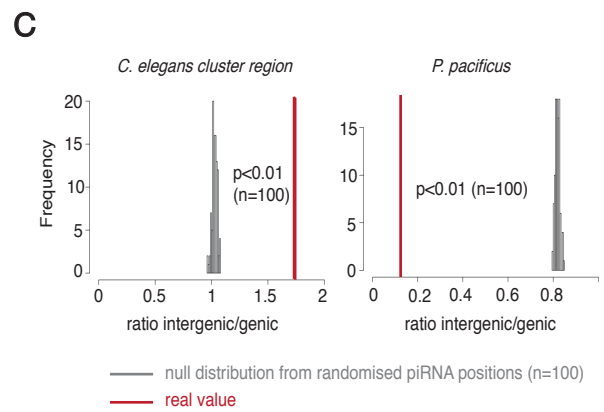 C
C. elegans cluster region
P. pacificus
Frequency
20
15
10
5
0
p<0.01
(n=100)
0 0.5 1 1.5 2
ratio intergenic/genic
15
10
5
0
p<0.01 (n=100)
0 0.2 0.4 0.6 0.8
ratio intergenic/genic
null distribution from randomised piRNA positions (n=100)
real value